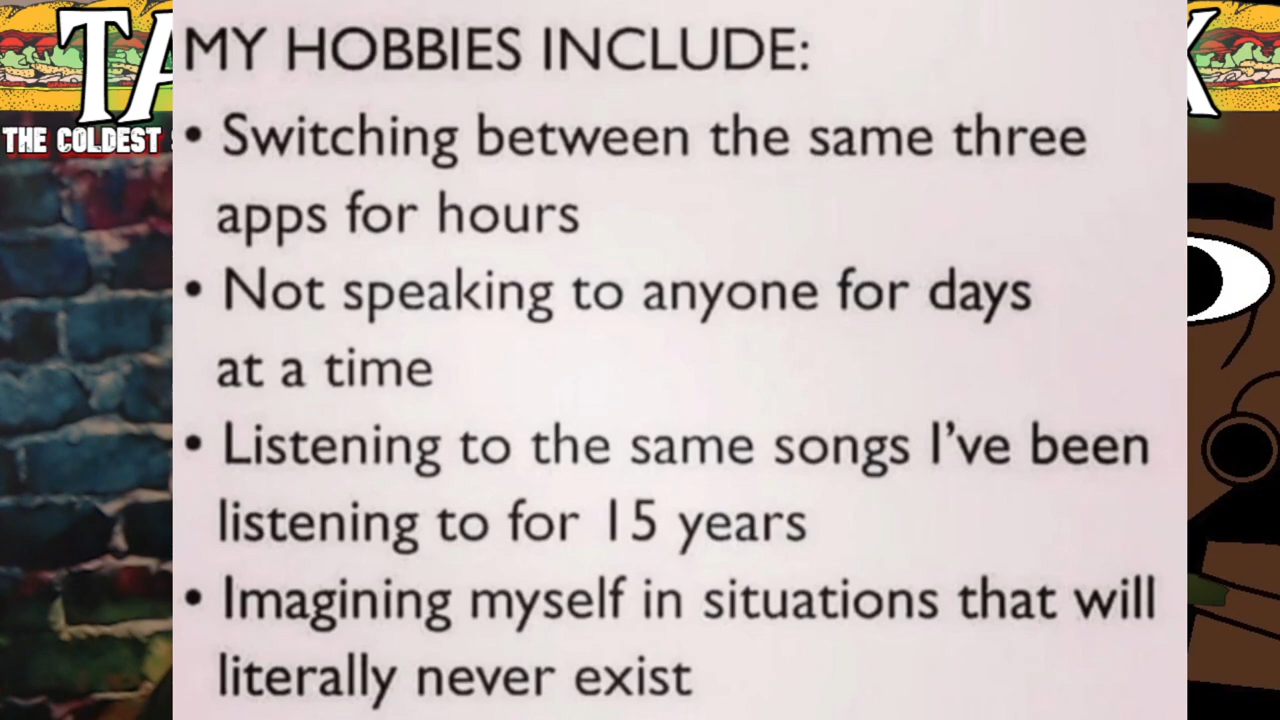 MY HOBBIES INCLUDE:
• Switching between the same three
apps for hours
• Not speaking to anyone for days
at a time
• Listening to the same songs I've been
listening to for 15 years
• Imagining myself in situations that will
literally never exist
THE COLDEST